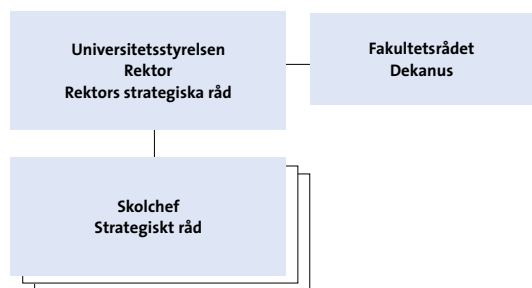 Universitetsstyrelsen
Rektor
Rektors strategiska råd
Fakultetsrådet
Dekanus
Skolchef
Strategiskt råd